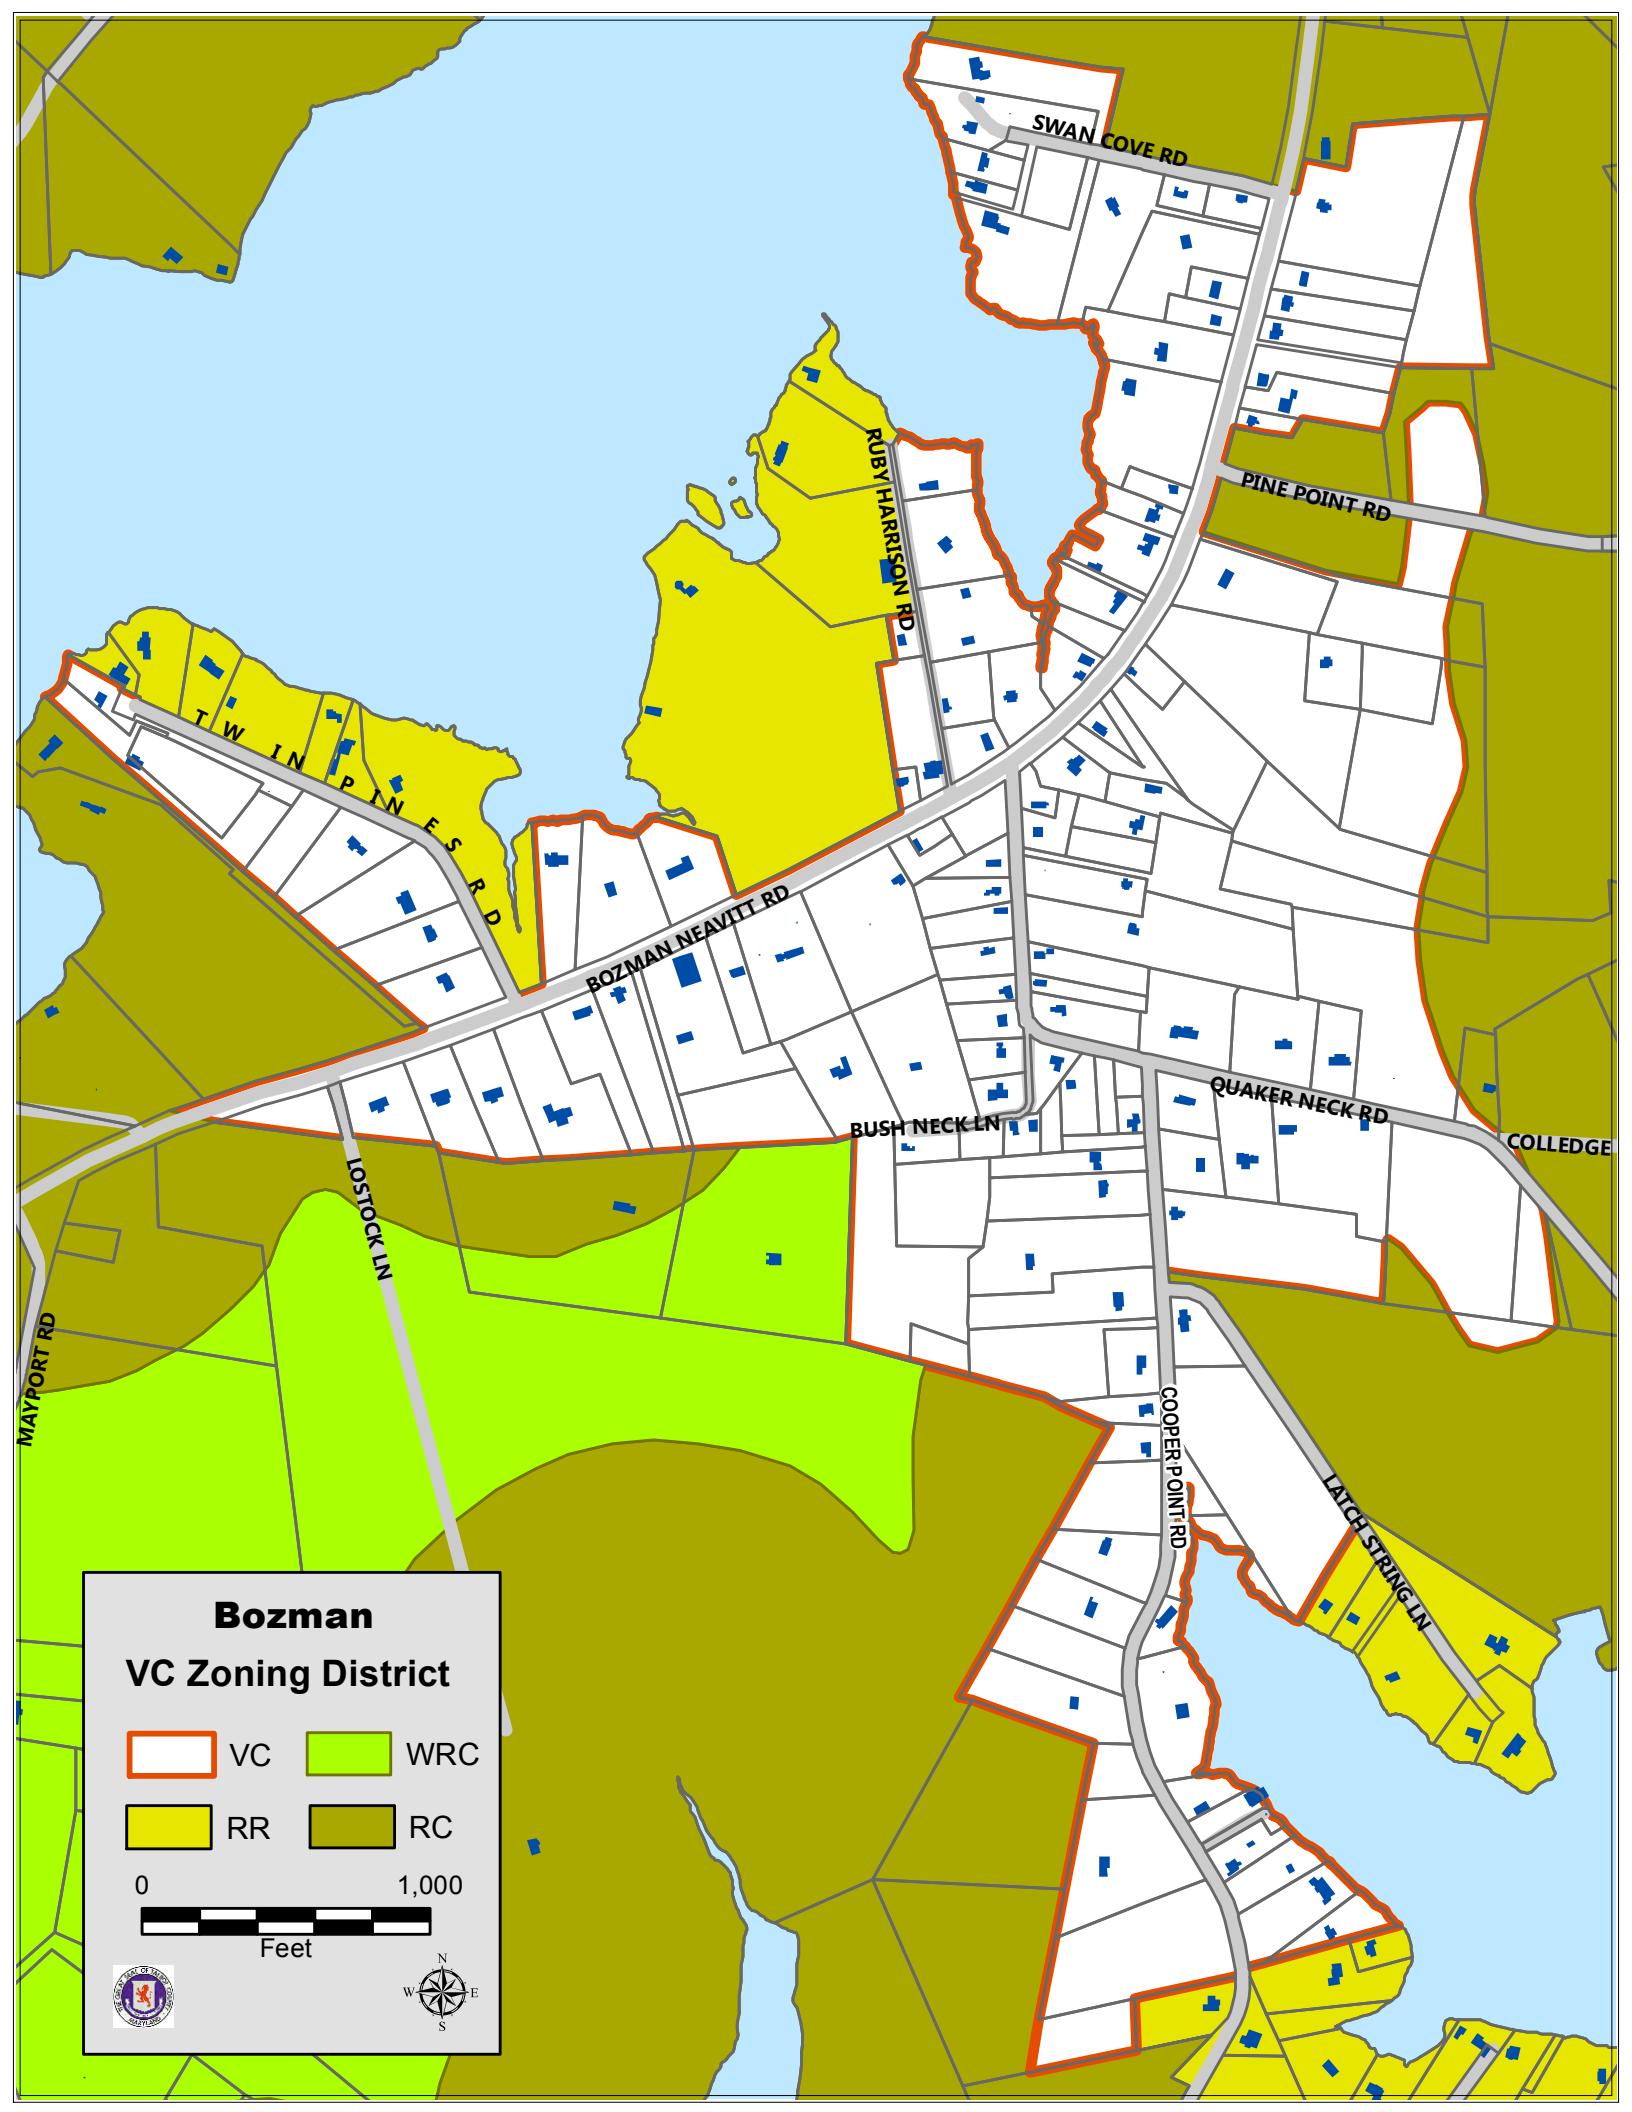 SWAN COVE RD
RUBY HARRISON RD
PINE POINT RD
TWIN PINES RD
BOZMAN NEAVITT RD
QUAKER NECK RD
BUSH NECK LN
COLLEDGE
LOSTOCK LN
MAYPORT RD
COOPER POINT RD
LATCH STRING LN
Bozman
VC Zoning District
VC
WRC
RR
RC
0
1,000
Feet
N
W
E
S
MARYLAND